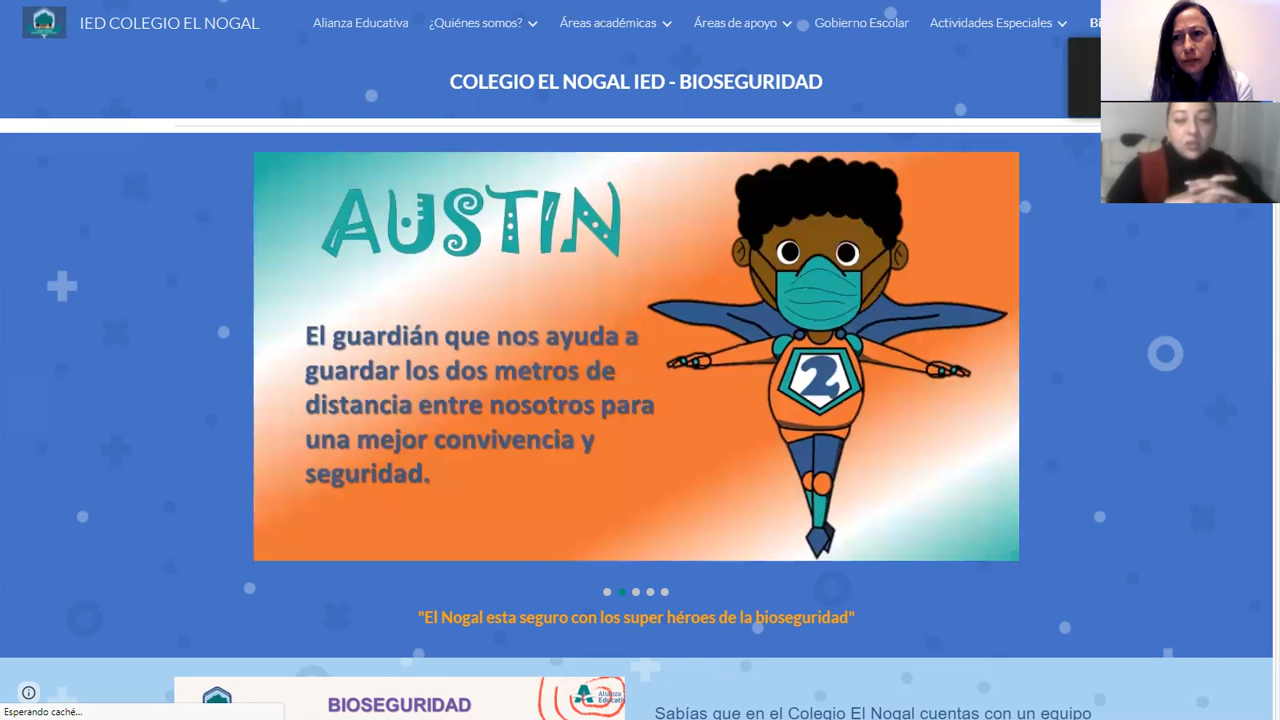 IED COLEGIO EL NOGAL
Alianza Educativa ¿Quiénes somos? Áreas académicas Áreas de apoyo Gobierno Escolar Actividades Especiales
COLEGIO EL NOGAL IED - BIOSEGURIDAD
AUSTIN
El guardián que nos ayuda a
guardar los dos metros de
distancia entre nosotros para
una mejor convivencia y
seguridad.
2
"El Nogal esta seguro con los super héroes de la bioseguridad"
BIOSEGURIDAD
Alianza
Sabías que en el Colegio El Nogal cuentas con un equipo
Esperando caché...